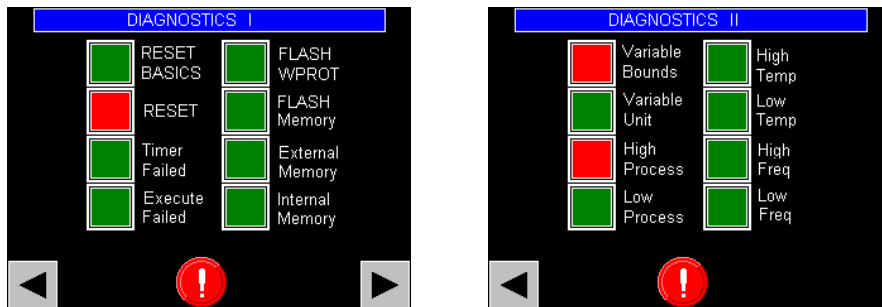 DIAGNOSTICS I
RESET
BASICS
FLASH
WPROT
RESET
FLASH
Memory
Timer
Failed
External
Memory
Execute
Failed
Internal
Memory
!
DIAGNOSTICS II
Variable
Bounds
High
Temp
Variable
Unit
Low
Temp
High
Process
High
Freq
Low
Process
Low
Freq
!